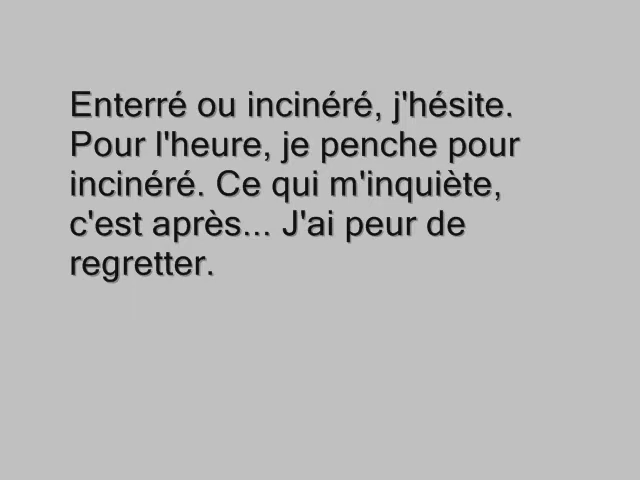 Enterré ou incinéré, j'hésite.
Pour l'heure, je penche pour
incinéré. Ce qui m'inquiète,
c'est après... J'ai peur de
regretter.